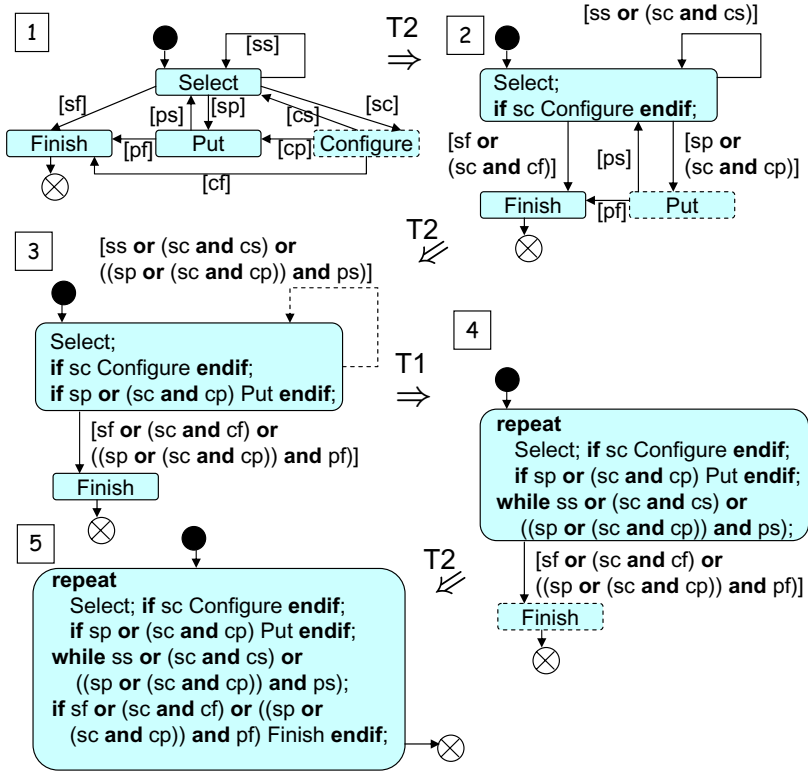 1
[ss]
Select
[sf]
[ps]
[sp]
[cs]
[sc]
Finish
[pf]
Put
[cp]
Configure
[cf]
T2
⇒
2
[ss or (sc and cs)]
Select;
if sc Configure endif;
[sf or
(sc and cf)]
[ps]
[sp or
(sc and cp)]
Finish
[pf]
Put
T2
⇐
3
[ss or (sc and cs) or
((sp or (sc and cp)) and ps)]
Select;
if sc Configure endif;
if sp or (sc and cp) Put endif;
[sf or (sc and cf) or
((sp or (sc and cp)) and pf)]
Finish
T1
⇒
4
repeat
Select; if sc Configure endif;
if sp or (sc and cp) Put endif;
while ss or (sc and cs) or
((sp or (sc and cp)) and ps);
[sf or (sc and cf) or
((sp or (sc and cp)) and pf)]
Finish
T2
⇐
5
repeat
Select; if sc Configure endif;
if sp or (sc and cp) Put endif;
while ss or (sc and cs) or
((sp or (sc and cp)) and ps);
if sf or (sc and cf) or ((sp or
(sc and cp)) and pf) Finish endif;